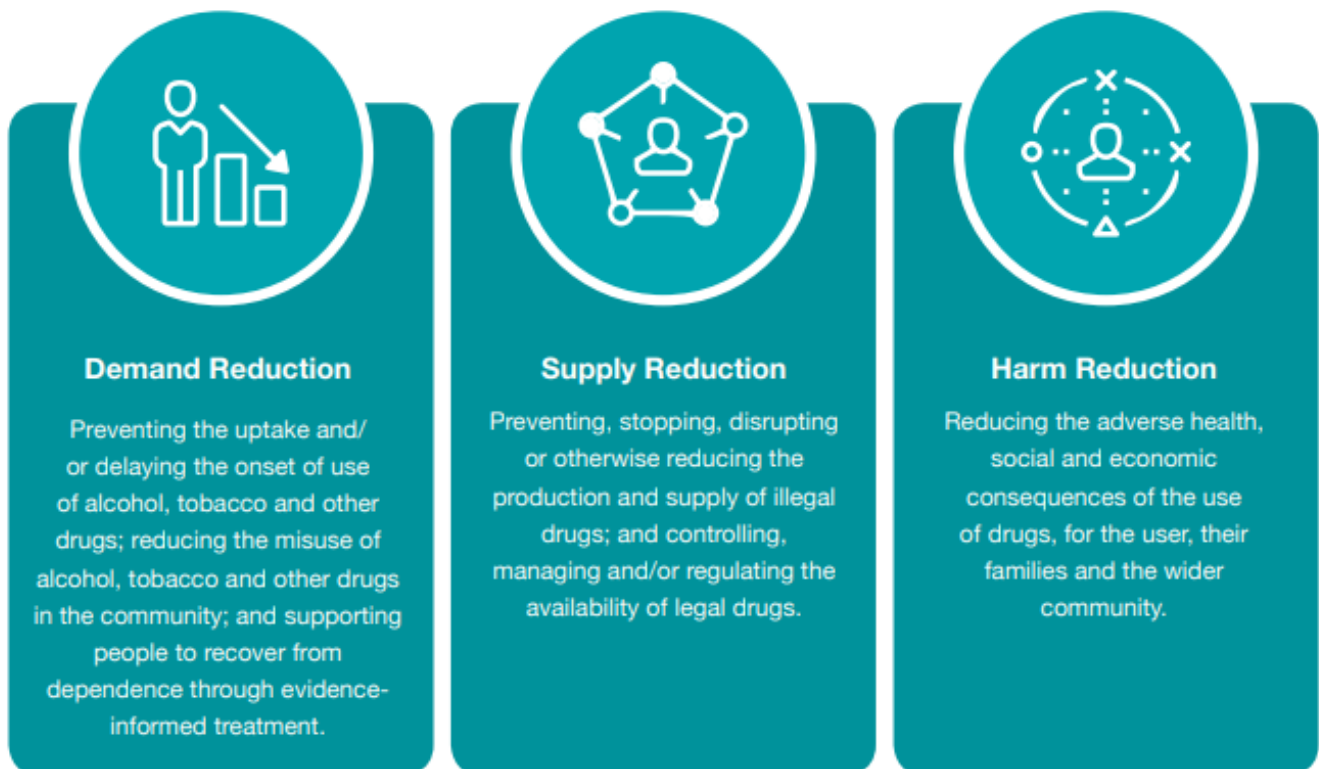 Demand Reduction
Preventing the uptake and/
or delaying the onset of use
of alcohol, tobacco and other
drugs; reducing the misuse of
alcohol, tobacco and other drugs
in the community; and supporting
people to recover from
dependence through evidence-
informed treatment.
Supply Reduction
Preventing, stopping, disrupting
or otherwise reducing the
production and supply of illegal
drugs; and controlling,
managing and/or regulating the
availability of legal drugs.
Harm Reduction
Reducing the adverse health,
social and economic
consequences of the use
of drugs, for the user, their
families and the wider
community.